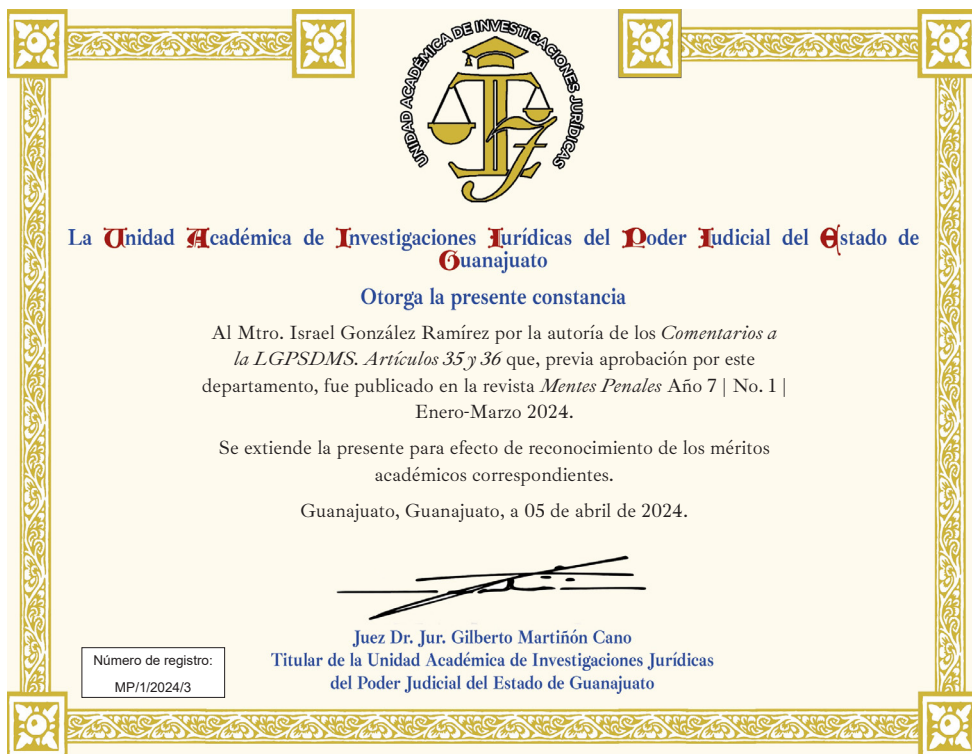 UNIDAD ACADÉMICA DE INVESTIGACIONES JURÍDICAS
La Unidad Académica de Investigaciones Jurídicas del Poder Judicial del Estado de
Guanajuato
Otorga la presente constancia
Al Mtro. Israel González Ramírez por la autoría de los Comentarios a
la LGPSDMS. Artículos 35 y 36 que, previa aprobación por este
departamento, fue publicado en la revista Mentes Penales Año 7 | No. 1 |
Enero-Marzo 2024.
Se extiende la presente para efecto de reconocimiento de los méritos
académicos correspondientes.
Guanajuato, Guanajuato, a 05 de abril de 2024.
Juez Dr. Jur. Gilberto Martiñón Cano
Titular de la Unidad Académica de Investigaciones Jurídicas
del Poder Judicial del Estado de Guanajuato
Número de registro:
MP/1/2024/3